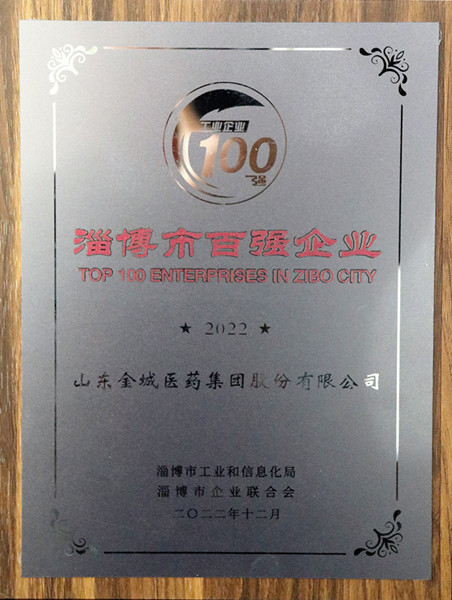 工业企业
100
强
淄博市百强企业
TOP 100 ENTERPRISES IN ZIBO CITY
★ 2022 ★
山东金城医药集团股份有限公司
淄博市工业和信息化局
淄博市企业联合会
二〇二二年十二月